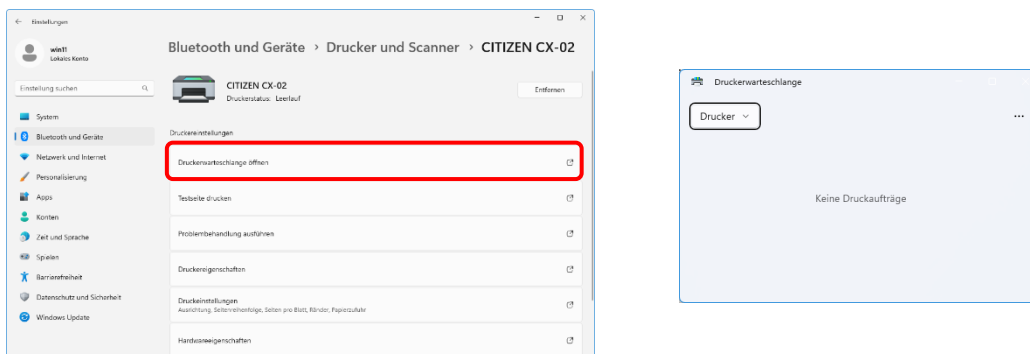 Einstellungen
win11
Lokales Konto
Einstellung suchen
System
Bluetooth und Geräte
Netzwerk und Internet
Personalisierung
Apps
Konten
Zeit und Sprache
Spielen
Barrierefreiheit
Datenschutz und Sicherheit
Windows Update
Bluetooth und Geräte › Drucker und Scanner › CITIZEN CX-02
CITIZEN CX-02
Druckerstatus: Leerlauf
Entfernen
Druckereinstellungen
Druckerwarteschlange öffnen
Testseite drucken
Problembehandlung ausführen
Druckereigenschaften
Druckeinstellungen
Ausrichtung, Seitenreihenfolge, Seiten pro Blatt, Ränder, Papierzufuhr
Hardwareeigenschaften
Druckerwarteschlange
Drucker
Keine Druckaufträge